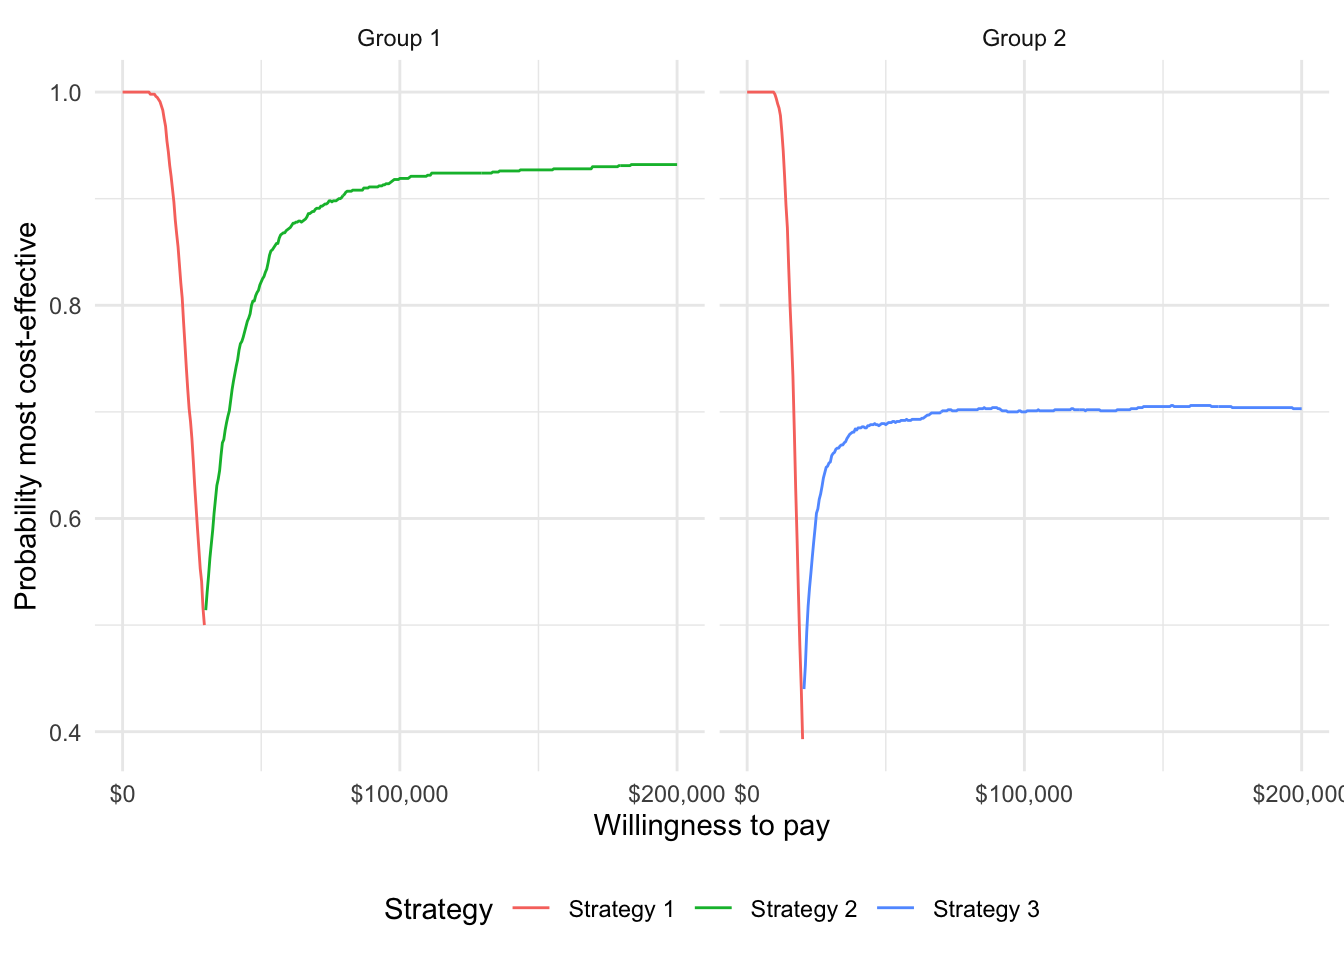 Group 1
Group 2
Probability most cost-effective
1.0
0.8
0.6
0.4
$0
$100,000
$200,000
$0
$100,000
$200,000
Willingness to pay
Strategy
Strategy 1
Strategy 2
Strategy 3